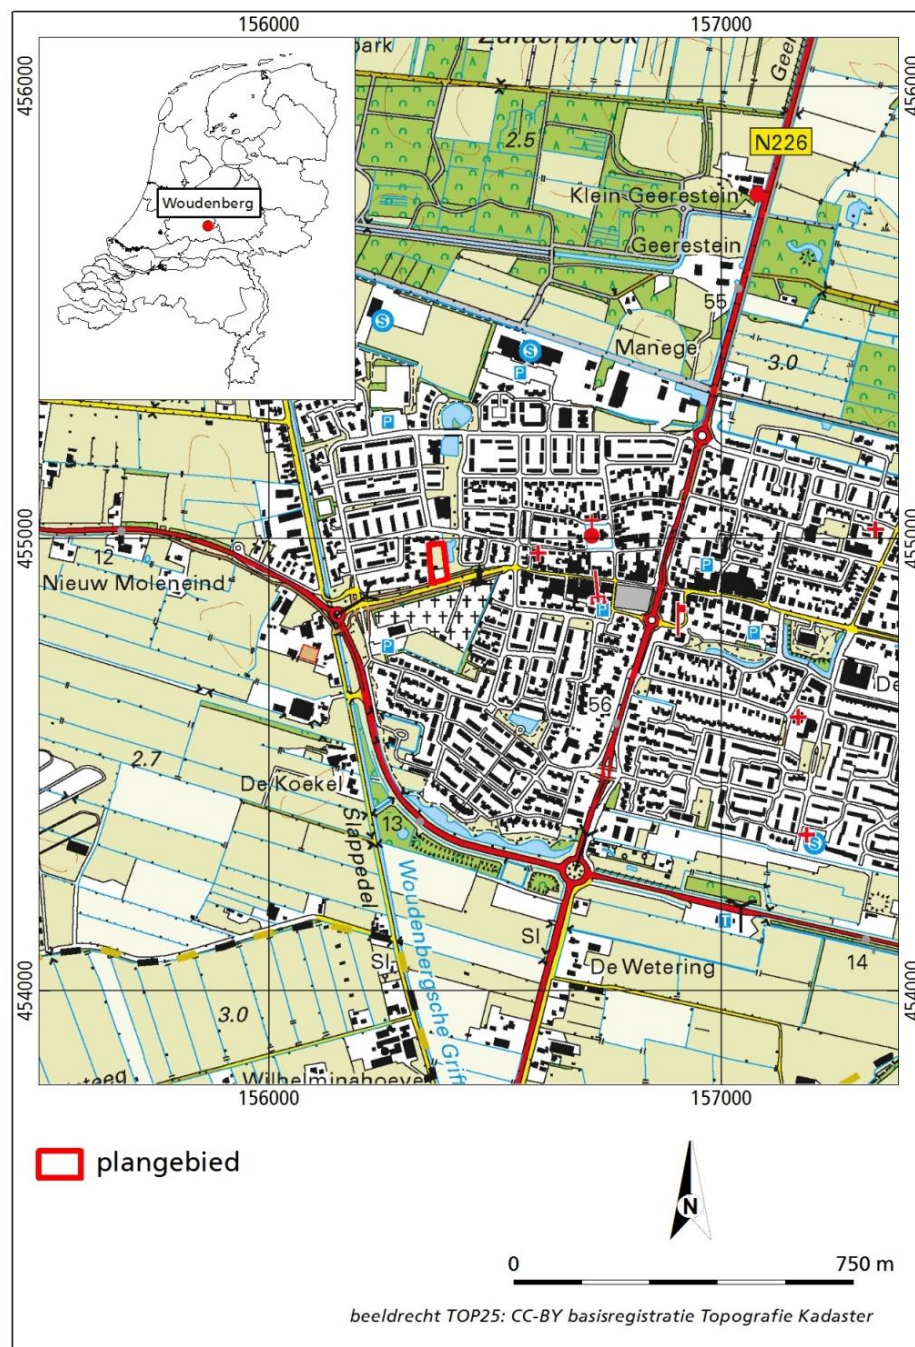 156000 157000
456000 456000
park
Zuiderbroek
2.5
N226
Klein Geerestein
Woudenberg
Geerestein
55
S
S
Manege
P
3.0
P
455000 455000
12
P
Nieuw Moleneind
P
P
P
56
De
2.7
De Koekel
13
Slappedel
S
Woudenbergsche Grift
T
Sl
14
De Wetering
Sl
454000 454000
3.0
Wilhelminahoeve
156000 157000
plangebied
N
0 750 m
beeldrecht TOP25: CC-BY basisregistratie Topografie Kadaster